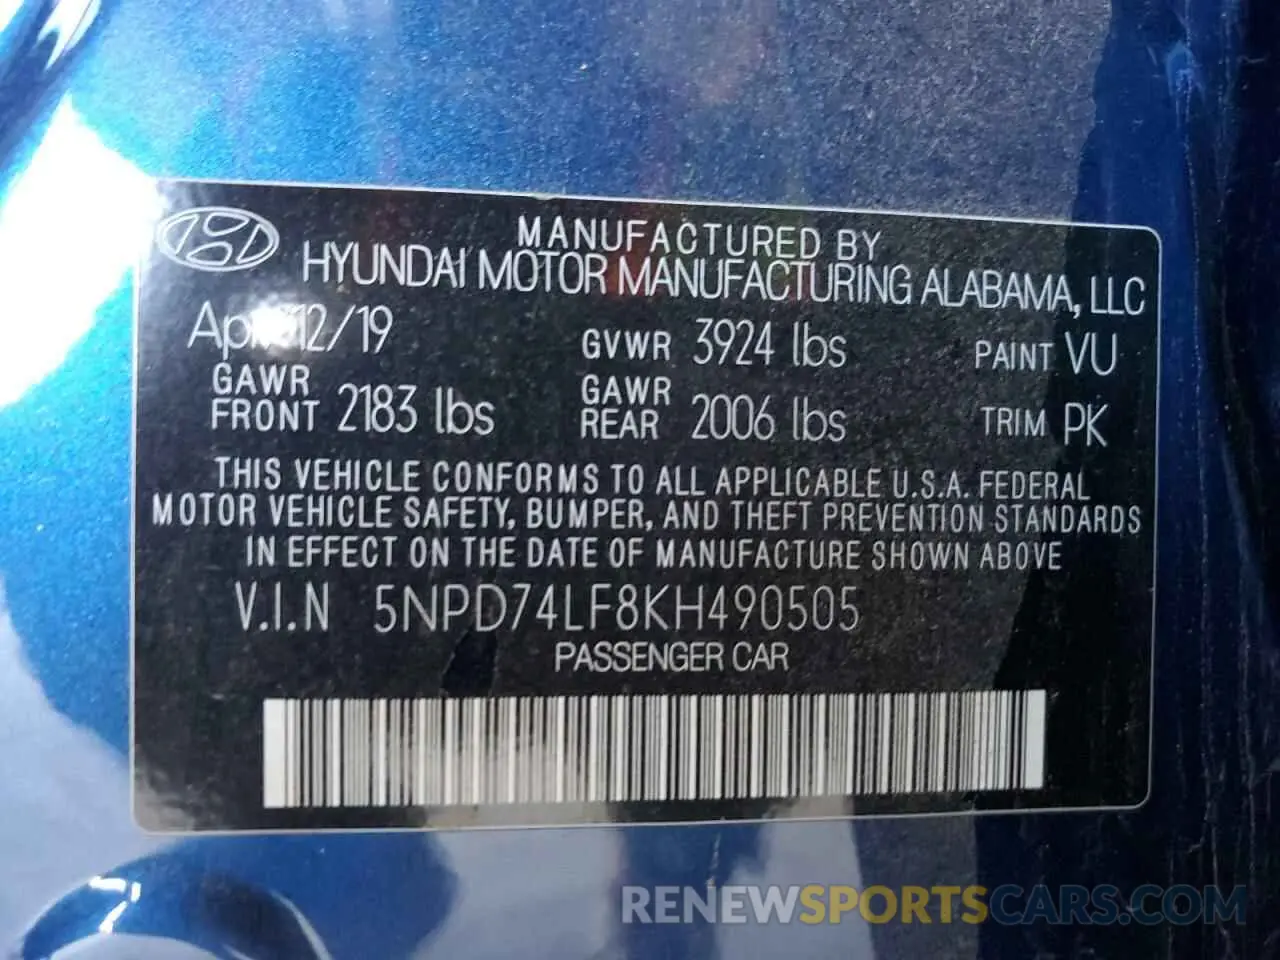 MANUFACTURED BY
HYUNDAI MOTOR MANUFACTURING ALABAMA, LLC
12/19 GVWR 3924 lbs PAINT VU
GAWR FRONT 2183 lbs GAWR REAR 2006 lbs TRIM PK
THIS VEHICLE CONFORMS TO ALL APPLICABLE U.S.A. FEDERAL
MOTOR VEHICLE SAFETY, BUMPER, AND THEFT PREVENTION STANDARDS
IN EFFECT ON THE DATE OF MANUFACTURE SHOWN ABOVE
V.I.N 5NPD74LF8KH490505
PASSENGER CAR
RENEWSPORTSCARS.COM